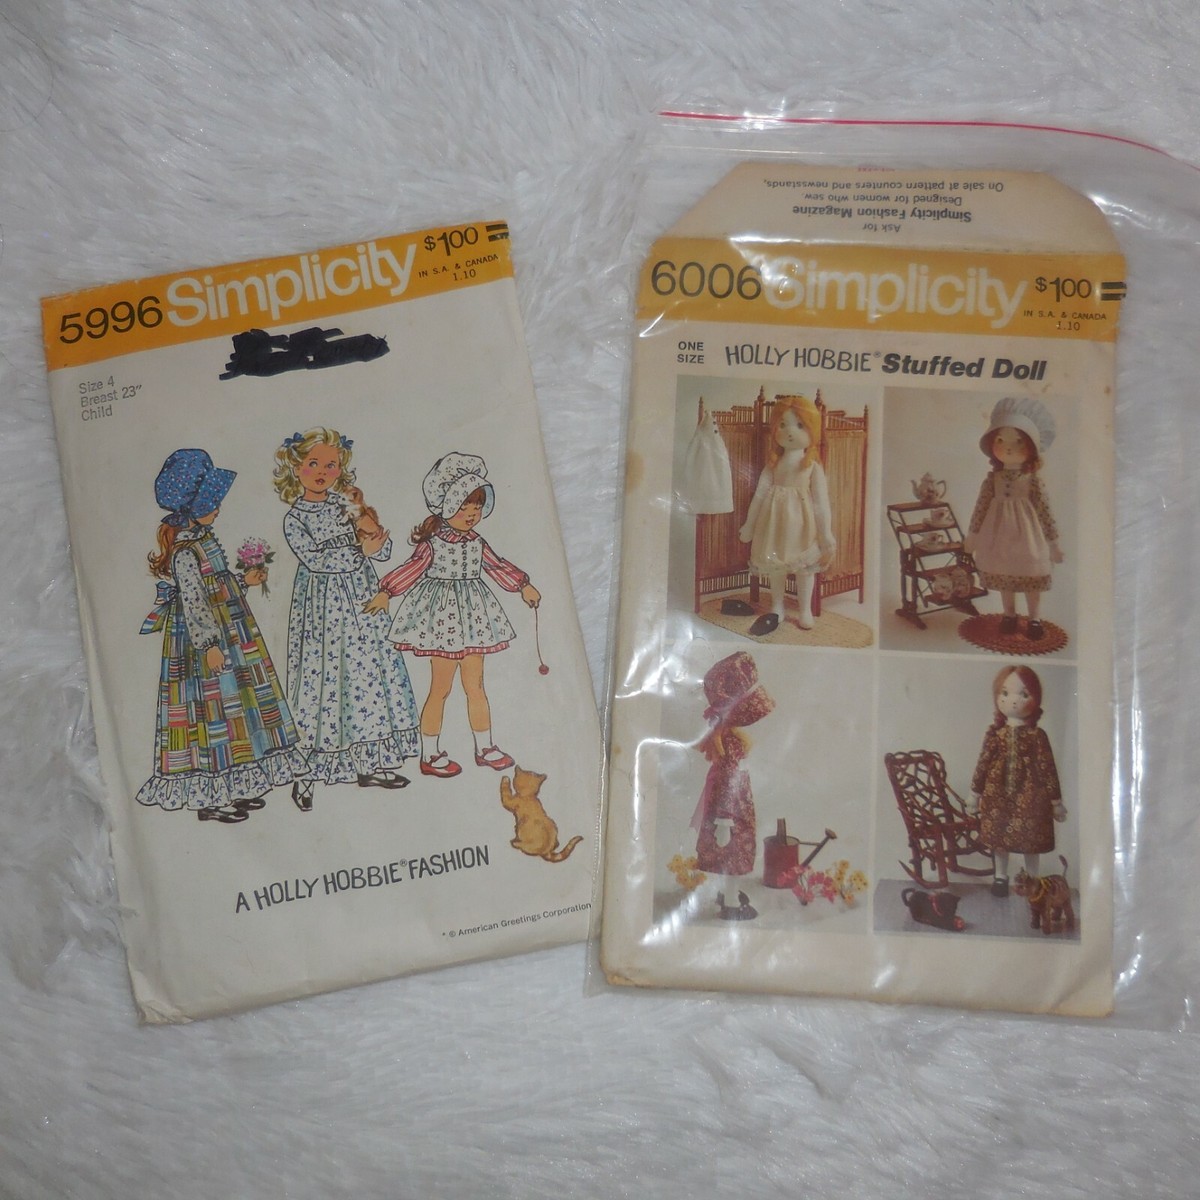 5996 Simplicity $1.00
IN S.A. & CANADA
1.10
Size 4
Breast 23"
Child
A HOLLY HOBBIE® FASHION
* © American Greetings Corporation
Ask for
Simplicity Fashion Magazine
Designed for women who sew.
On sale at pattern counters and newsstands,
6006 Simplicity $1.00
IN S.A. & CANADA
1.10
ONE
SIZE
HOLLY HOBBIE® Stuffed Doll